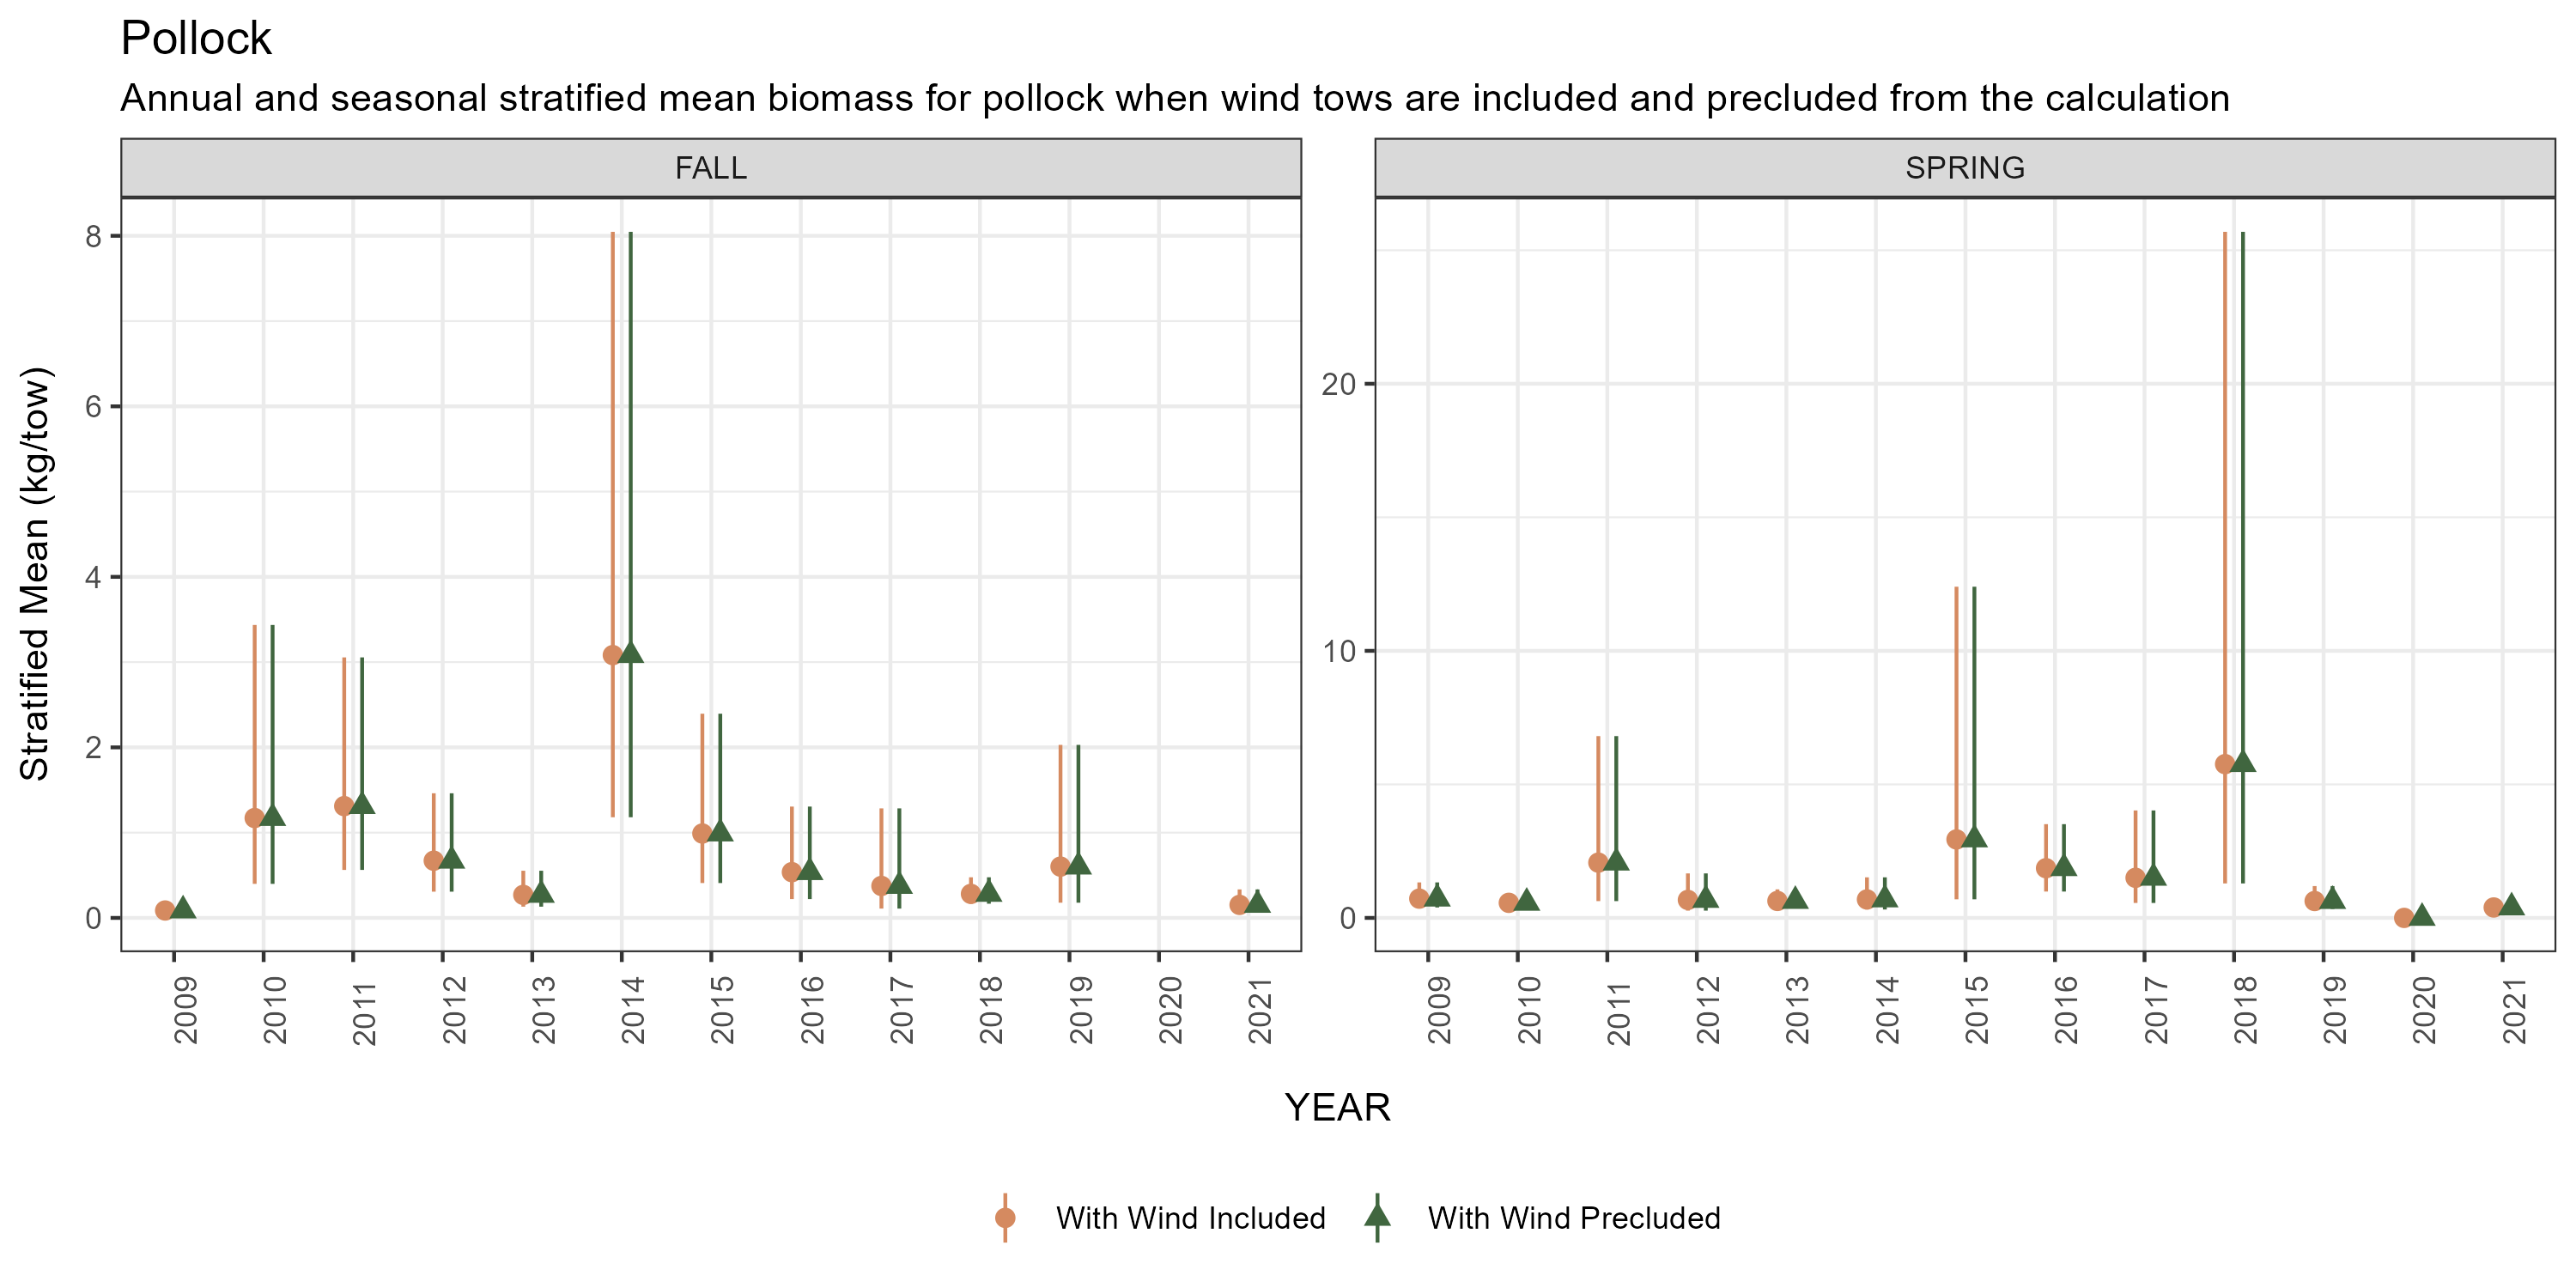 Pollock
Annual and seasonal stratified mean biomass for pollock when wind tows are included and precluded from the calculation
FALL
SPRING
Stratified Mean (kg/tow)
8
6
4
2
0
20
10
0
2009 2010 2011 2012 2013 2014 2015 2016 2017 2018 2019 2020 2021
2009 2010 2011 2012 2013 2014 2015 2016 2017 2018 2019 2020 2021
YEAR
With Wind Included
With Wind Precluded